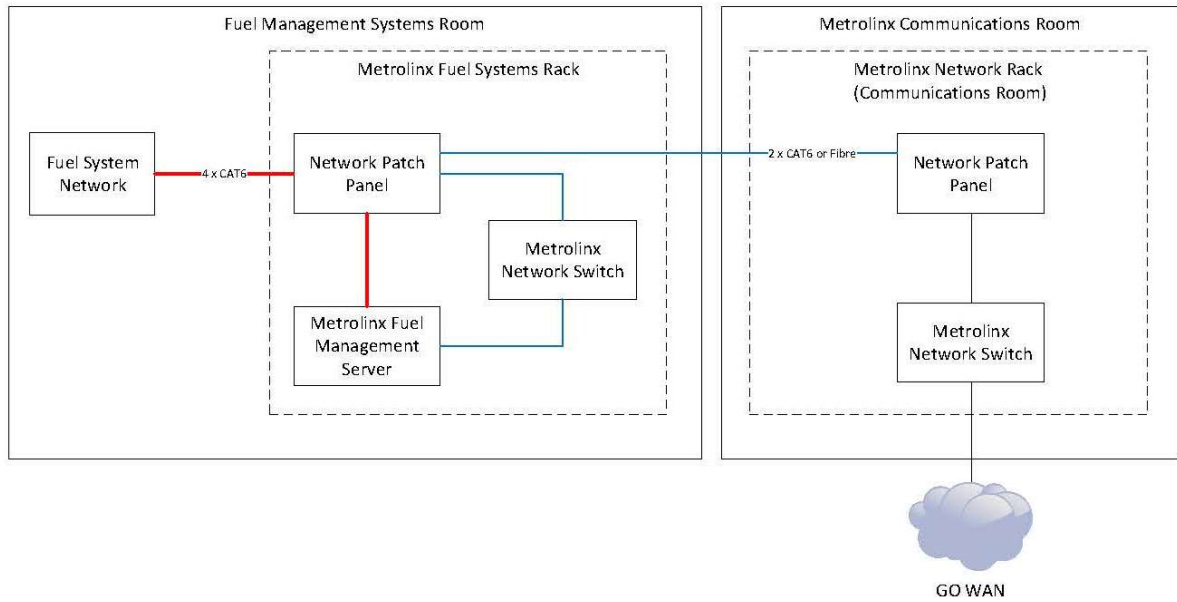 Fuel Management Systems Room
Metrolinx Fuel Systems Rack
Fuel System
Network
4 x CAT6
Network Patch
Panel
Metrolinx
Network Switch
Metrolinx Fuel
Management
Server
2 x CAT6 or Fibre
Metrolinx Communications Room
Metrolinx Network Rack
(Communications Room)
Network Patch
Panel
Metrolinx
Network Switch
GO WAN